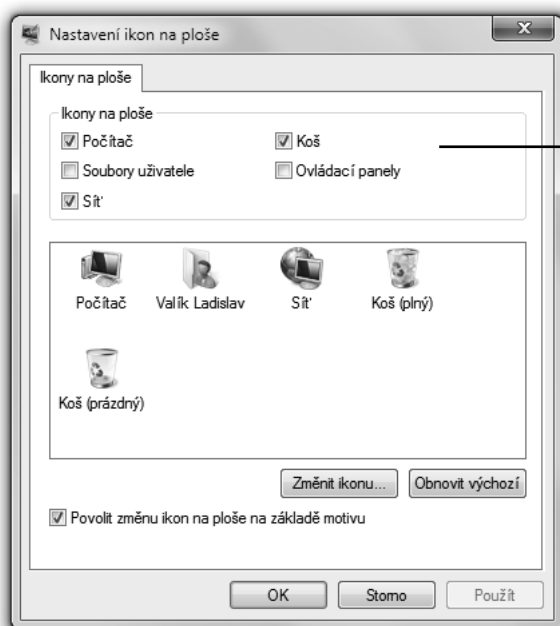 Nastavení ikon na ploše
Ikony na ploše
Ikony na ploše
Počítač
Koš
Soubory uživatele
Ovládací panely
Síť
Počítač
Valík Ladislav
Síť
Koš (plný)
Koš (prázdný)
Změnit ikonu...
Obnovit výchozí
Povolit změnu ikon na ploše na základě motivu
OK
Storno
Použít